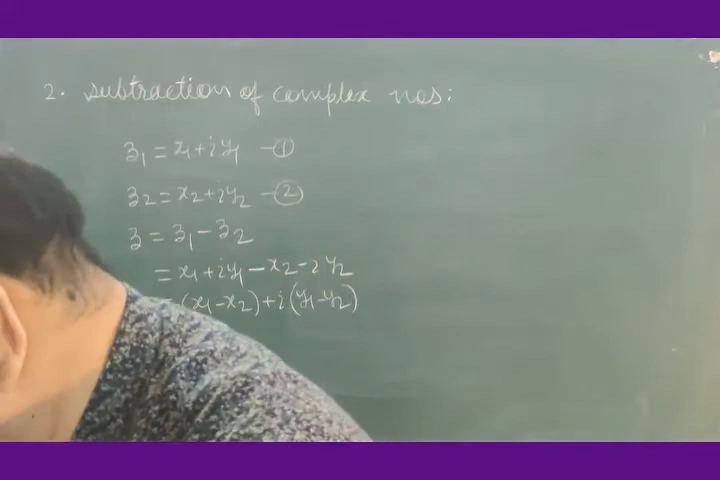 2. subtraction of complex nos:
z₁ = x₁ + iy₁ – ①
z₂ = x₂ + iy₂ – ②
z = z₁ – z₂
= x₁ + iy₁ – x₂ – iy₂
= (x₁ – x₂) + i(y₁ – y₂)